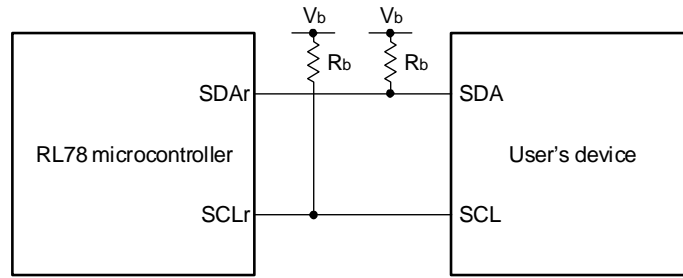 Vb Vb
Rb Rb
SDAr SDA
RL78 microcontroller User's device
SCLr SCL